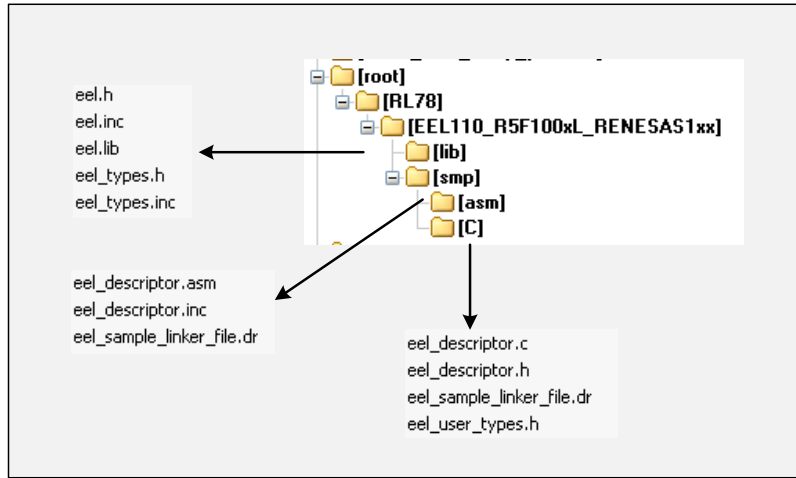 [root]
[RL78]
[EEL110_R5F100xL_RENESAS1xx]
[lib]
[smp]
[asm]
[C]
eel.h
eel.inc
eel.lib
eel_types.h
eel_types.inc
eel_descriptor.asm
eel_descriptor.inc
eel_sample_linker_file.dr
eel_descriptor.c
eel_descriptor.h
eel_sample_linker_file.dr
eel_user_types.h